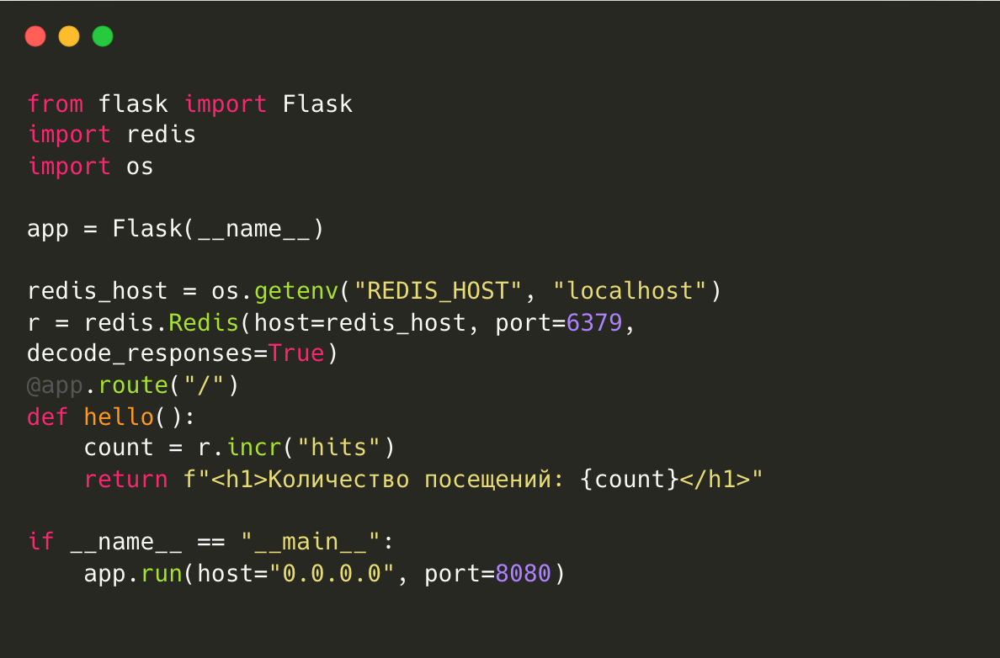 from flask import Flask
import redis
import os

app = Flask(__name__)

redis_host = os.getenv("REDIS_HOST", "localhost")
r = redis.Redis(host=redis_host, port=6379,
decode_responses=True)
@app.route("/")
def hello():
    count = r.incr("hits")
    return f"<h1>Количество посещений: {count}</h1>"

if __name__ == "__main__":
    app.run(host="0.0.0.0", port=8080)